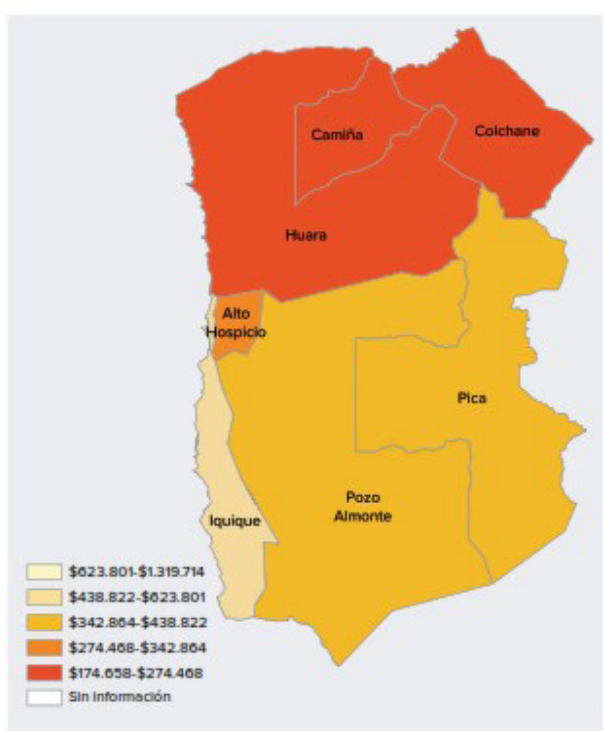 Camiña
Colchane
Huara
Alto
Hospicio
Pica
Pozo
Almonte
Iquique
$623.801-$1.319.714
$438.822-$623.801
$342.864-$438.822
$274.468-$342.864
$174.658-$274.468
Sin información